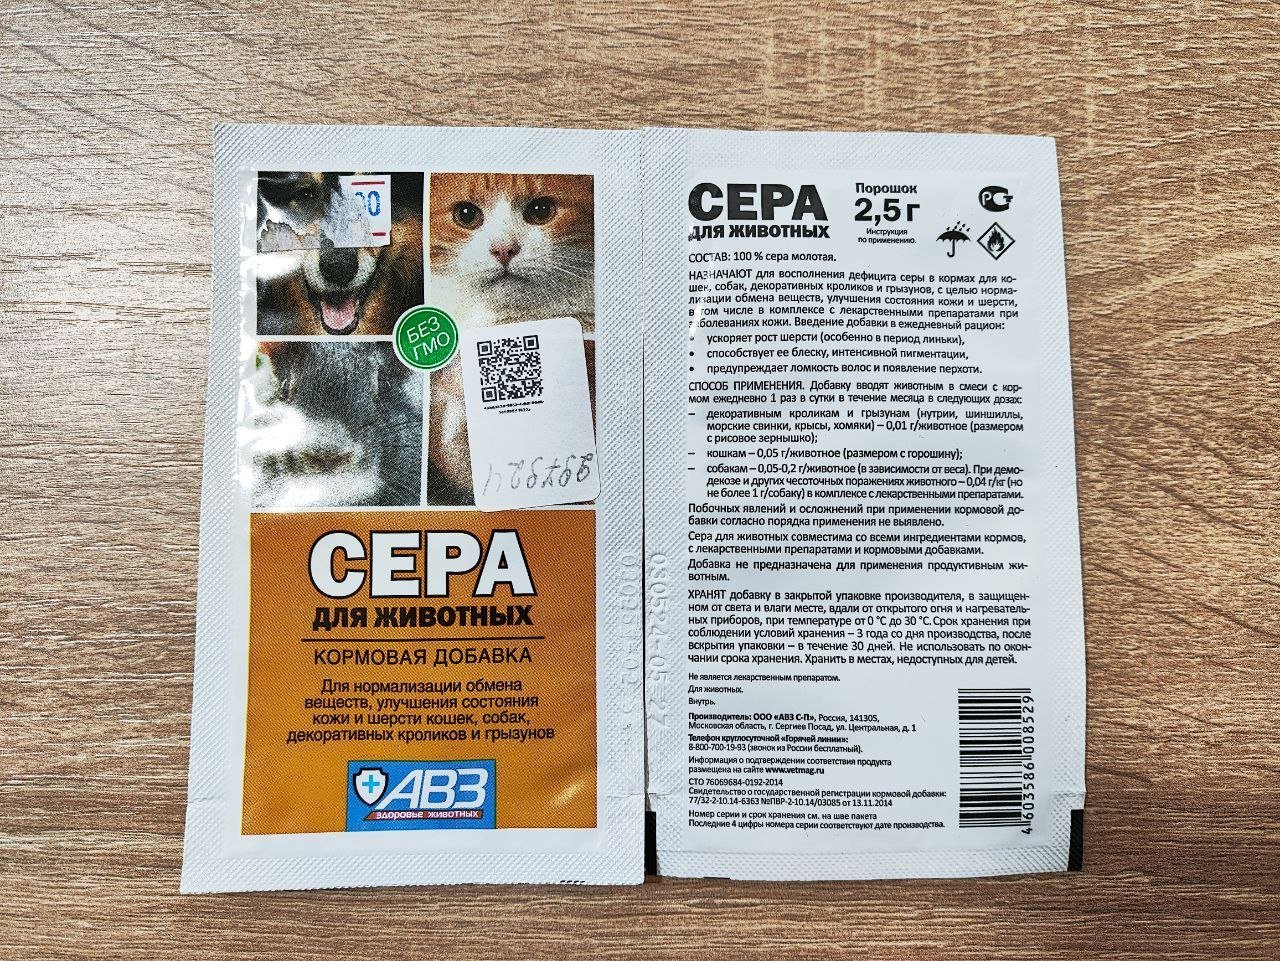 00
БЕЗ
ГМО
СЕРА
ДЛЯ ЖИВОТНЫХ
КОРМОВАЯ ДОБАВКА
Для нормализации обмена
веществ, улучшения состояния
кожи и шерсти кошек, собак,
декоративных кроликов и грызунов
АВЗ
здоровье животных
СЕРА
ДЛЯ ЖИВОТНЫХ
Порошок
2,5 г
Инструкция
по применению.
СОСТАВ: 100 % сера молотая.
НАЗНАЧАЮТ для восполнения дефицита серы в кормах для ко-
шек, собак, декоративных кроликов и грызунов, с целью норма-
лизации обмена веществ, улучшения состояния кожи и шерсти,
в том числе в комплексе с лекарственными препаратами при
заболеваниях кожи. Введение добавки в ежедневный рацион:
• ускоряет рост шерсти (особенно в период линьки),
• способствует ее блеску, интенсивной пигментации,
• предупреждает ломкость волос и появление перхоти.
СПОСОБ ПРИМЕНЕНИЯ. Добавку вводят животным в смеси с кор-
мом ежедневно 1 раз в сутки в течение месяца в следующих дозах:
– декоративным кроликам и грызунам (нутрии, шиншиллы,
морские свинки, крысы, хомяки) – 0,01 г/животное (размером
с рисовое зернышко);
– кошкам – 0,05 г/животное (размером с горошину);
– собакам – 0,05-0,2 г/животное (в зависимости от веса). При демо-
декозе и других чесоточных поражениях животного – 0,04 г/кг (но
не более 1 г/собаку) в комплексе с лекарственными препаратами.
Побочных явлений и осложнений при применении кормовой до-
бавки согласно порядка применения не выявлено.
Сера для животных совместима со всеми ингредиентами кормов,
с лекарственными препаратами и кормовыми добавками.
Добавка не предназначена для применения продуктивным жи-
вотным.
ХРАНЯТ добавку в закрытой упаковке производителя, в защищен-
ном от света и влаги месте, вдали от открытого огня и нагреватель-
ных приборов, при температуре от 0 °С до 30 °С. Срок хранения при
соблюдении условий хранения – 3 года со дня производства, после
вскрытия упаковки – в течение 30 дней. Не использовать по окон-
чании срока хранения. Хранить в местах, недоступных для детей.
Не является лекарственным препаратом.
Для животных.
Внутрь.
Производитель: ООО «АВЗ С-П», Россия, 141305,
Московская область, г. Сергиев Посад, ул. Центральная, д. 1
Телефон круглосуточной «Горячей линии»:
8-800-700-19-93 (звонок из России бесплатный).
Информация о подтверждении соответствия продукта
размещена на сайте www.vetmag.ru
СТО 76069684-0192-2014
Свидетельство о государственной регистрации кормовой добавки:
77/32-2-10.14-6363 №ПВР-2-10.14/03085 от 13.11.2014
Номер серии и срок хранения см. на шве пакета
Последние 4 цифры номера серии соответствуют дате производства.
4 603586 008529